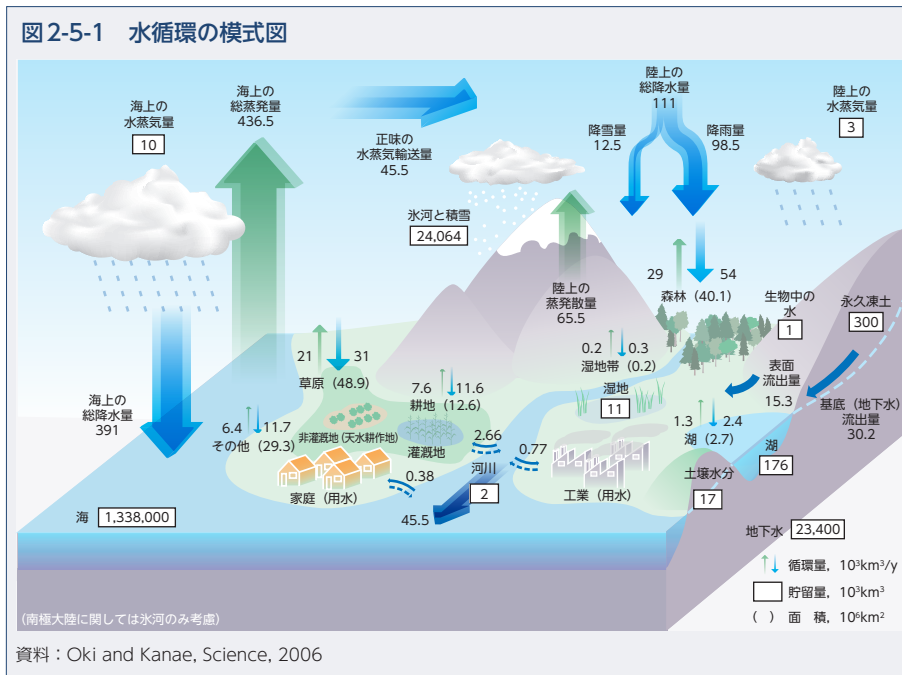 図2-5-1 水循環の模式図
海上の
水蒸気量
10
海上の
総蒸発量
436.5
正味の
水蒸気輸送量
45.5
陸上の
総降水量
111
降雪量
12.5
降雨量
98.5
陸上の
水蒸気量
3
氷河と積雪
24,064
陸上の
蒸発散量
65.5
29
54
森林(40.1)
生物中の
水
1
永久凍土
300
21
31
草原(48.9)
7.6
11.6
耕地
(12.6)
0.2
0.3
湿地帯(0.2)
湿地
11
表面
流出量
15.3
基底(地下水)
流出量
30.2
海上の
総降水量
391
6.4
11.7
その他(29.3)
非灌漑地(天水耕作地)
灌漑地
2.66
0.77
1.3
2.4
湖(2.7)
湖
176
家庭(用水)
0.38
河川
2
工業(用水)
土壌水分
17
45.5
海 1,338,000
地下水 23,400
循環量，10³km³/y
貯留量，10³km³
( ) 面 積，10⁶km²
(南極大陸に関しては氷河のみ考慮)
資料：Oki and Kanae, Science, 2006